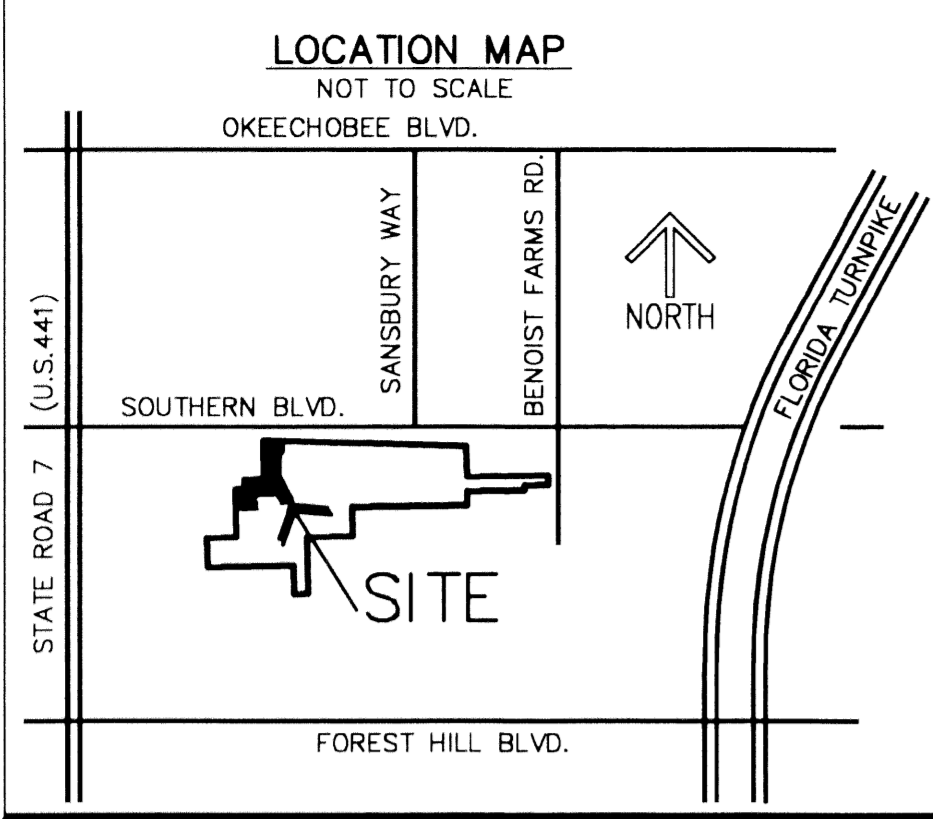 LOCATION MAP
NOT TO SCALE
OKEECHOBEE BLVD.
SANSBURY WAY
BENOIST FARMS RD.
NORTH
FLORIDA TURNPIKE
(U.S.441)
SOUTHERN BLVD.
STATE ROAD 7
SITE
FOREST HILL BLVD.